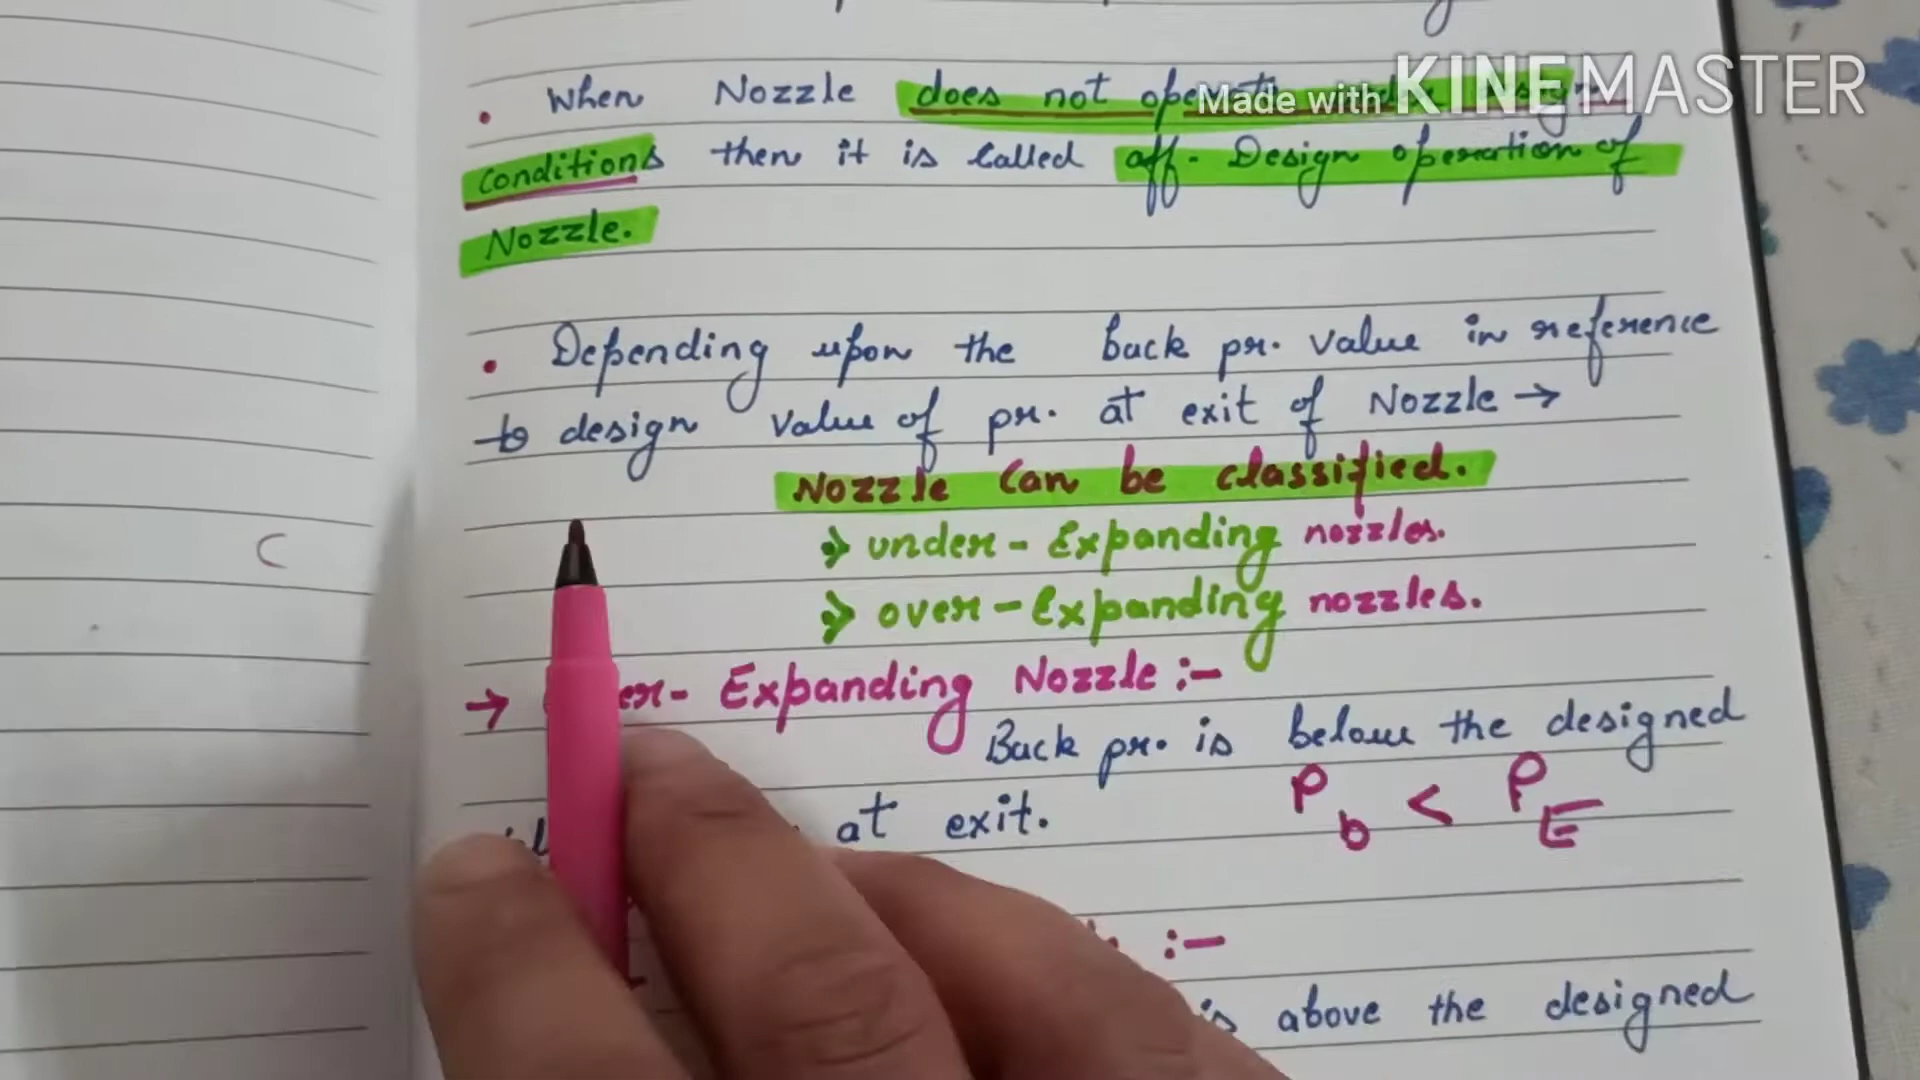 • When Nozzle does not
Made with KINEMASTER
conditions then it is called off-Design operation of
Nozzle.
• Depending upon the back pr. value in reference
to design value of pr. at exit of Nozzle →
Nozzle can be classified.
→ under-Expanding nozzles.
→ over-Expanding nozzles.
→ Expanding Nozzle :-
Back pr. is below the designed
at exit. P_b < P_E
:-
is above the designed